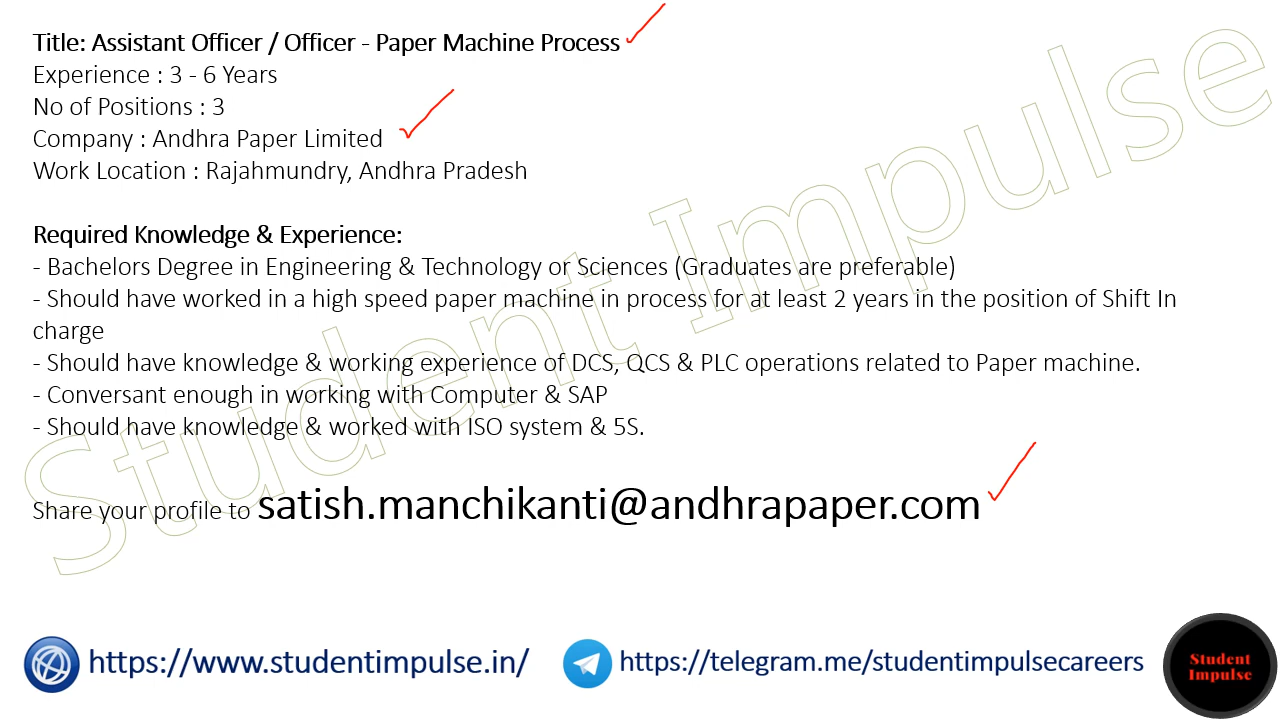 Title: Assistant Officer / Officer - Paper Machine Process
Experience : 3 - 6 Years
No of Positions : 3
Company : Andhra Paper Limited
Work Location : Rajahmundry, Andhra Pradesh
Required Knowledge & Experience:
- Bachelors Degree in Engineering & Technology or Sciences (Graduates are preferable)
- Should have worked in a high speed paper machine in process for at least 2 years in the position of Shift In
charge
- Should have knowledge & working experience of DCS, QCS & PLC operations related to Paper machine.
- Conversant enough in working with Computer & SAP
- Should have knowledge & worked with ISO system & 5S.
Share your profile to satish.manchikanti@andhrapaper.com
Student Impulse
https://www.studentimpulse.in/
https://telegram.me/studentimpulsecareers
Student
Impulse